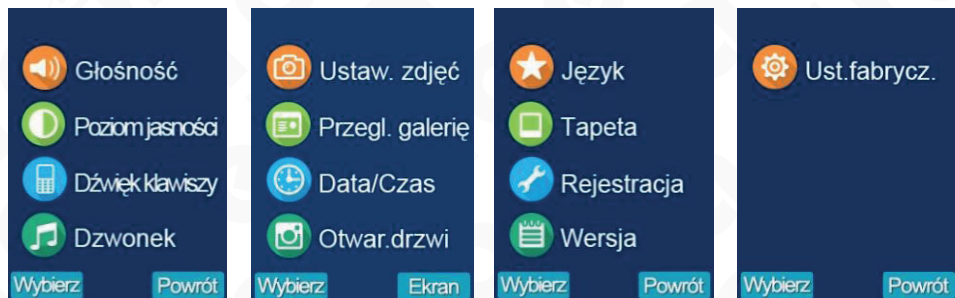 Głośność
Poziom jasności
Dźwięk klawiszy
Dzwonek
Wybierz Powrót
Ustaw. zdjęć
Przegl. galerię
Data/Czas
Otwar.drzwi
Wybierz Ekran
Język
Tapeta
Rejestracja
Wersja
Wybierz Powrót
Ust.fabrycz.
Wybierz Powrót